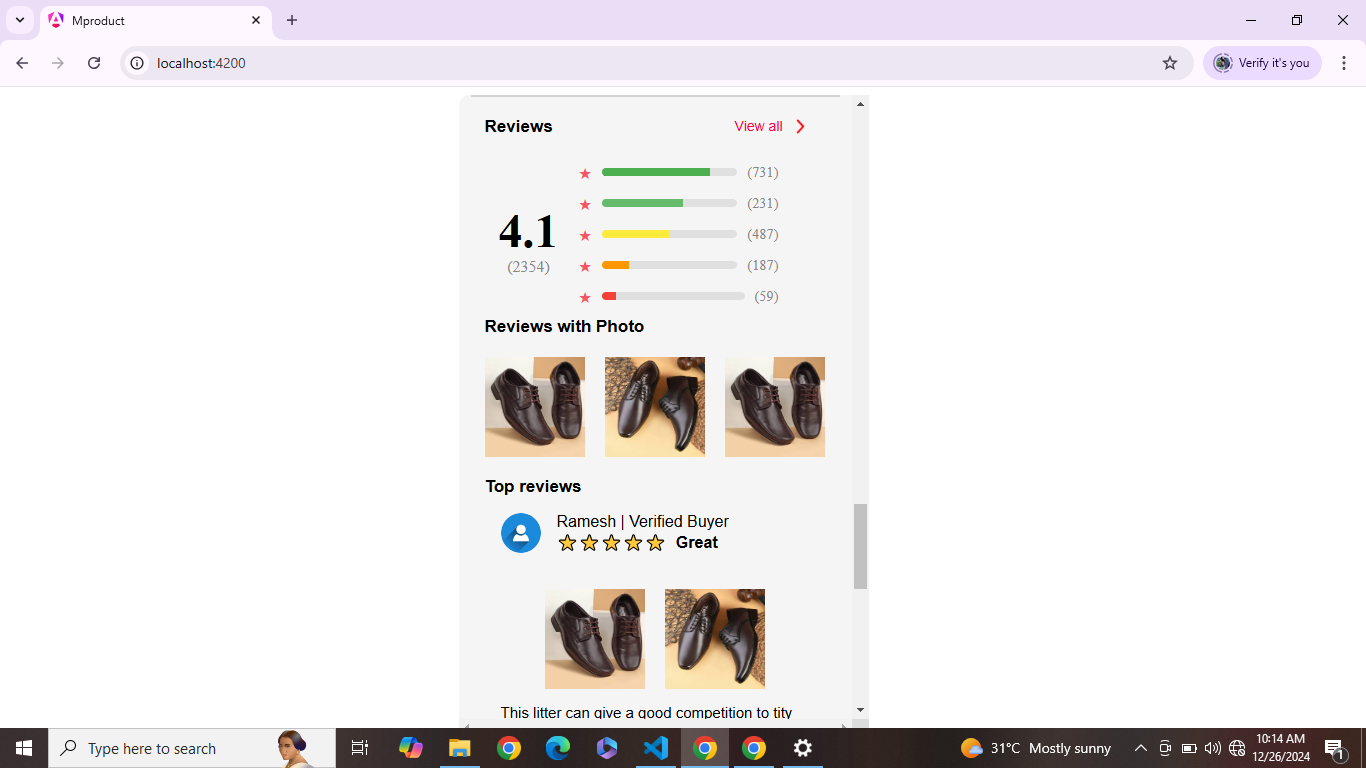 Mproduct
localhost:4200
Verify it's you
Reviews
View all
(731)
(231)
4.1
(487)
(2354)
(187)
(59)
Reviews with Photo
Top reviews
Ramesh | Verified Buyer
Great
This litter can give a good competition to tity
Type here to search
31°C Mostly sunny
10:14 AM
12/26/2024
1